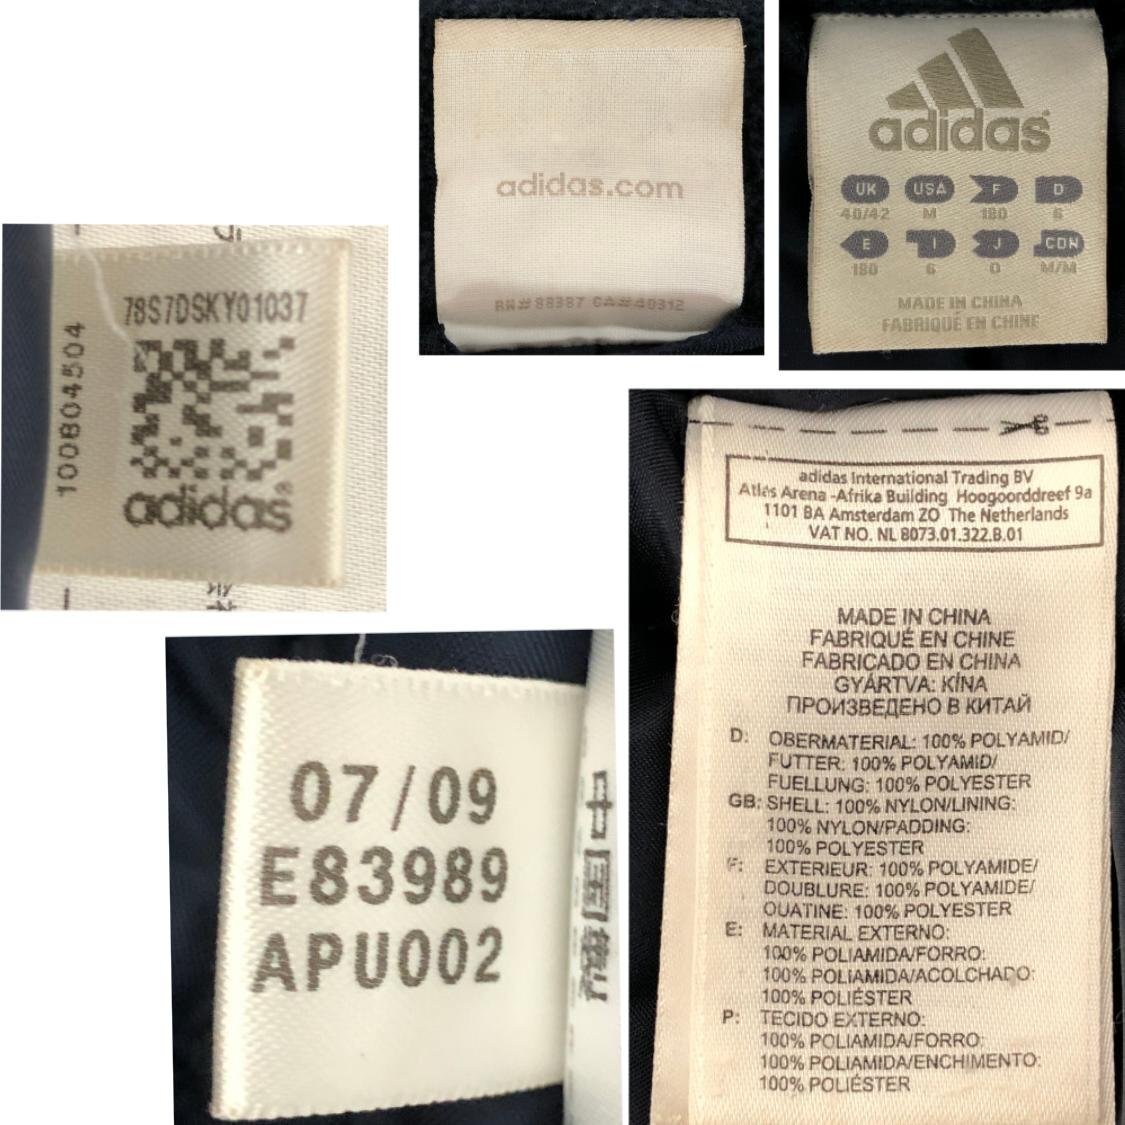 adidas.com
RN# 88387 CA# 40312
adidas
UK USA F D
40/42 M 180 6
E I J CDN
180 6 O M/M
MADE IN CHINA
FABRIQUÉ EN CHINE
78S7DSKY01037
100804504
adidas
adidas International Trading BV
Atlas Arena -Afrika Building Hoogoorddreef 9a
1101 BA Amsterdam ZO The Netherlands
VAT NO. NL 8073.01.322.B.01
MADE IN CHINA
FABRIQUÉ EN CHINE
FABRICADO EN CHINA
GYÁRTVA: KÍNA
ПРОИЗВЕДЕНО В КИТАЙ
D: OBERMATERIAL: 100% POLYAMID/
FUTTER: 100% POLYAMID/
FUELLUNG: 100% POLYESTER
GB: SHELL: 100% NYLON/LINING:
100% NYLON/PADDING:
100% POLYESTER
F: EXTERIEUR: 100% POLYAMIDE/
DOUBLURE: 100% POLYAMIDE/
OUATINE: 100% POLYESTER
E: MATERIAL EXTERNO:
100% POLIAMIDA/FORRO:
100% POLIAMIDA/ACOLCHADO:
100% POLIÉSTER
P: TECIDO EXTERNO:
100% POLIAMIDA/FORRO:
100% POLIAMIDA/ENCHIMENTO:
100% POLIÉSTER
07/09
E83989
APU002
中国製